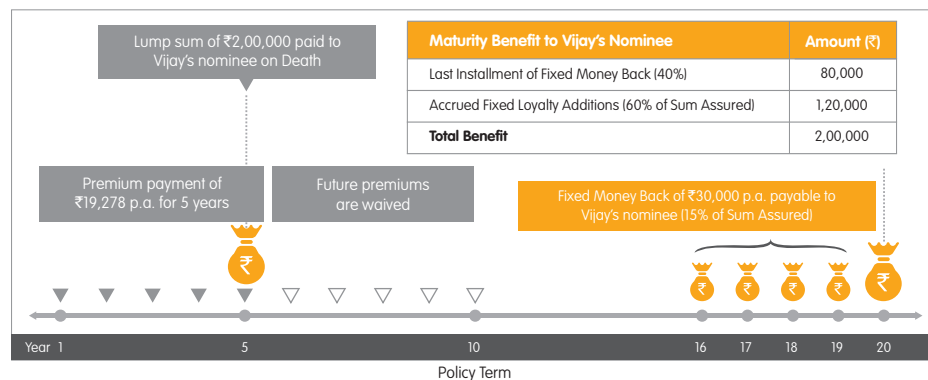 Lump sum of ₹2,00,000 paid to
Vijay's nominee on Death
Maturity Benefit to Vijay's Nominee Amount (₹)
Last Installment of Fixed Money Back (40%) 80,000
Accrued Fixed Loyalty Additions (60% of Sum Assured) 1,20,000
Total Benefit 2,00,000
Premium payment of
₹19,278 p.a. for 5 years
Future premiums
are waived
Fixed Money Back of ₹30,000 p.a. payable to
Vijay's nominee (15% of Sum Assured)
₹
₹ ₹ ₹ ₹ ₹
Year 1 5 10 16 17 18 19 20
Policy Term